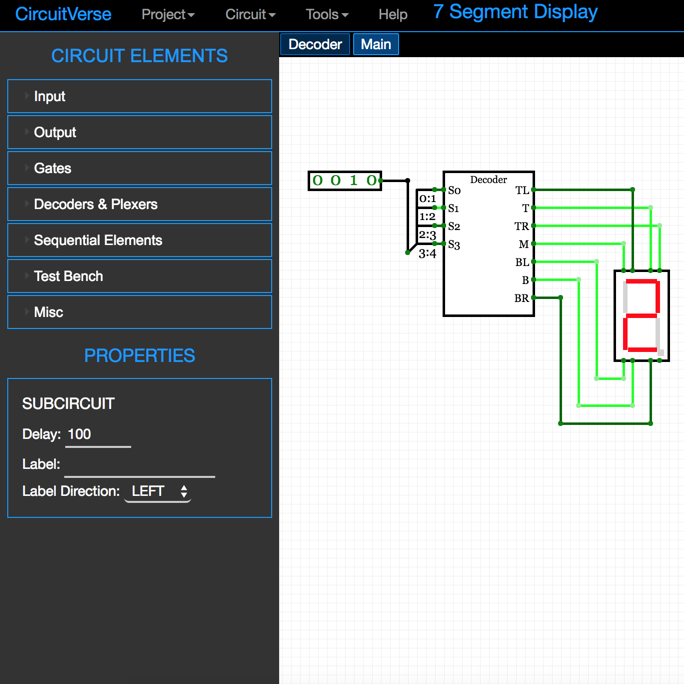 CircuitVerse Project Circuit Tools Help 7 Segment Display
CIRCUIT ELEMENTS
Decoder Main
Input
Output
Gates
Decoders & Plexers
Sequential Elements
Test Bench
Misc
PROPERTIES
SUBCIRCUIT
Delay: 100
Label:
Label Direction: LEFT
0 0 1 0
0:1
1:2
2:3
3:4
Decoder
S0 TL
S1 T
S2 TR
S3 M
BL
B
BR